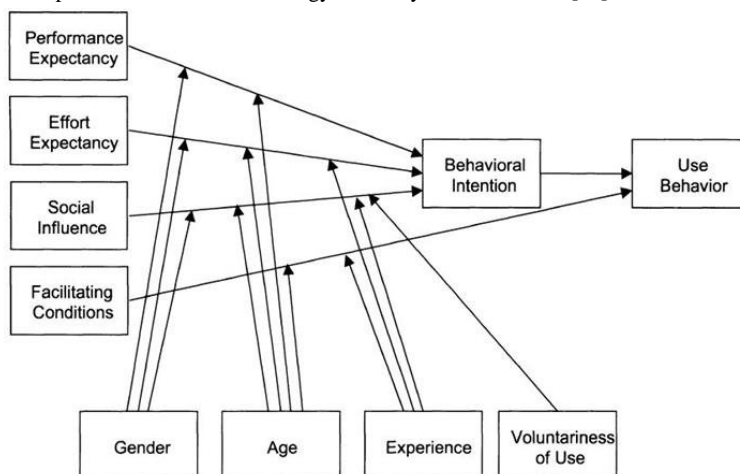 Performance
Expectancy
Effort
Expectancy
Social
Influence
Facilitating
Conditions
Behavioral
Intention
Use
Behavior
Gender
Age
Experience
Voluntariness
of Use